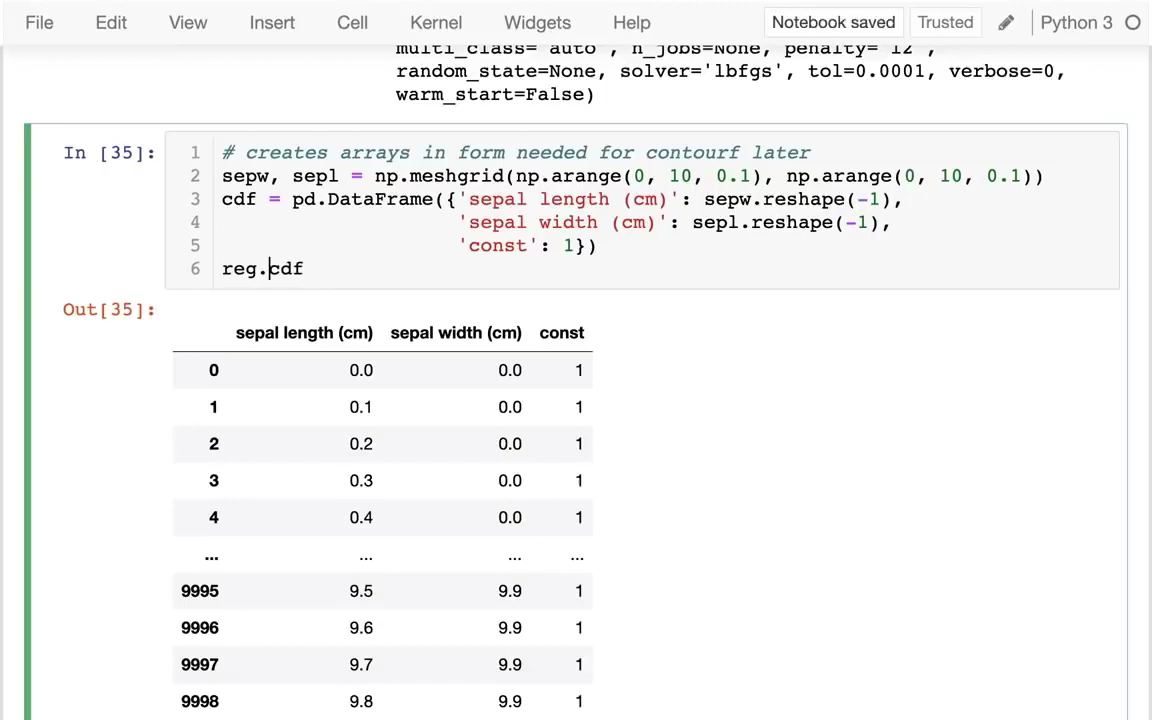 File Edit View Insert Cell Kernel Widgets Help Notebook saved Trusted Python 3
multi_class='auto', n_jobs=None, penalty='l2',
random_state=None, solver='lbfgs', tol=0.0001, verbose=0,
warm_start=False)
In [35]: 1 # creates arrays in form needed for contourf later
2 sepw, sepl = np.meshgrid(np.arange(0, 10, 0.1), np.arange(0, 10, 0.1))
3 cdf = pd.DataFrame({'sepal length (cm)': sepw.reshape(-1),
4 'sepal width (cm)': sepl.reshape(-1),
5 'const': 1})
6 reg.cdf
Out[35]:
sepal length (cm) sepal width (cm) const
0 0.0 0.0 1
1 0.1 0.0 1
2 0.2 0.0 1
3 0.3 0.0 1
4 0.4 0.0 1
... ... ... ...
9995 9.5 9.9 1
9996 9.6 9.9 1
9997 9.7 9.9 1
9998 9.8 9.9 1